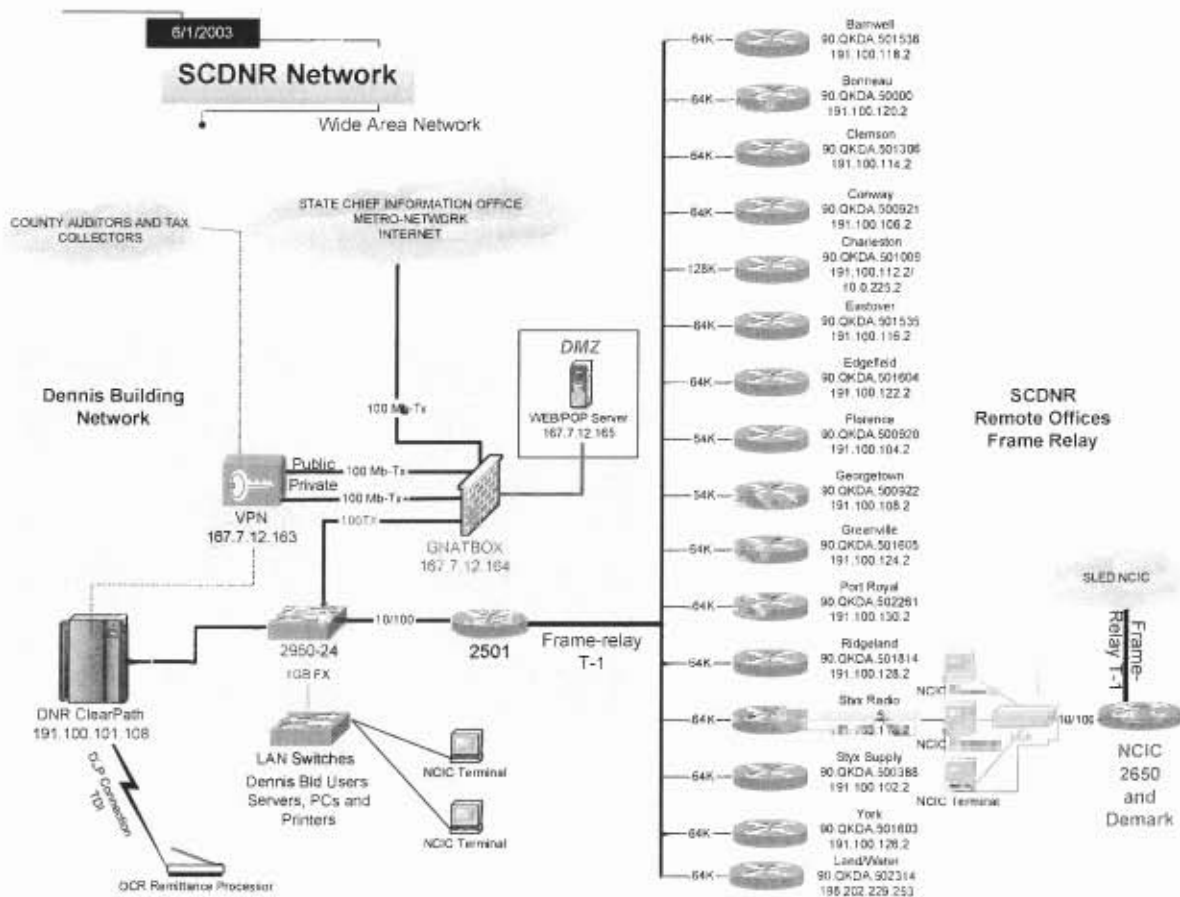 6/1/2003
SCDNR Network
Wide Area Network
COUNTY AUDITORS AND TAX
COLLECTORS
STATE CHIEF INFORMATION OFFICE
METRO-NETWORK
INTERNET
Dennis Building
Network
100 Mb-Tx
DMZ
WEB/POP Server
167.7.12.165
Public
100 Mb-Tx
Private
100 Mb-Tx
100TX
VPN
167.7.12.163
GNATBOX
167.7.12.164
2950-24
10/100
2501
Frame-relay
T-1
1GB FX
DNR ClearPath
191.100.101.108
DLP Connection
7DI
OCR Remittance Processor
LAN Switches
Dennis Bld Users
Servers, PCs and
Printers
NCIC Terminal
NCIC Terminal
64K
Barnwell
90.QKDA.501536
191.100.118.2
64K
Bonneau
90.QKDA.50000
191.100.120.2
64K
Clemson
90.QKDA.501306
191.100.114.2
64K
Conway
90.QKDA.500921
191.100.106.2
128K
Charleston
90.QKDA.501009
191.100.112.2/
10.0.225.2
64K
Eastover
90.QKDA.501535
191.100.116.2
64K
Edgefield
90.QKDA.501604
191.100.122.2
64K
Florence
90.QKDA.500920
191.100.104.2
64K
Georgetown
90.QKDA.500922
191.100.108.2
64K
Greenville
90.QKDA.501605
191.100.124.2
64K
Port Royal
90.QKDA.502261
191.100.130.2
64K
Ridgeland
90.QKDA.501814
191.100.128.2
64K
Styx Radio
64K
Styx Supply
90.QKDA.500388
191.100.102.2
64K
York
90.QKDA.501603
191.100.126.2
64K
Land/Water
90.QKDA.502314
198.202.229.253
SCDNR
Remote Offices
Frame Relay
SLED NCIC
Frame-
Relay T-1
NCIC
NCIC
NCIC Terminal
10/100
NCIC
2650
and
Demark